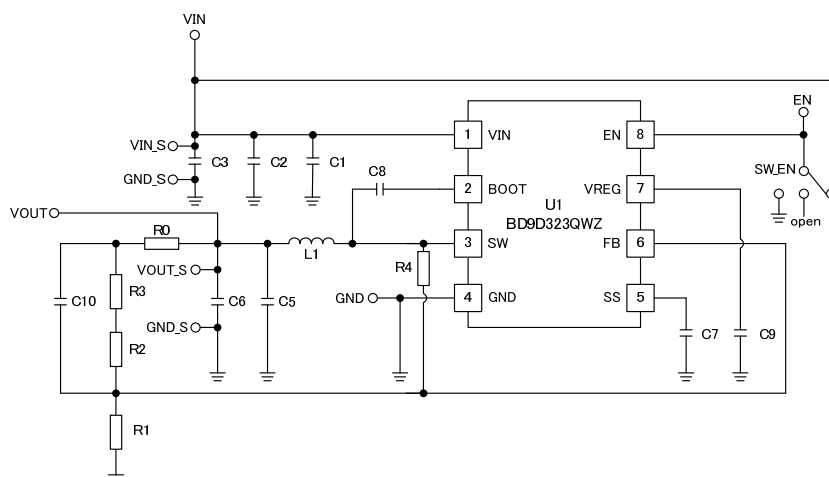 VIN
EN
VIN_S
C3
C2
C1
1
VIN
EN
8
GND_S
C8
SW_EN
2
BOOT
VREG
7
U1
BD9D323QWZ
open
VOUT
R0
L1
3
SW
FB
6
R4
VOUT_S
C10
R3
C6
C5
GND
4
GND
SS
5
GND_S
R2
C7
C9
R1